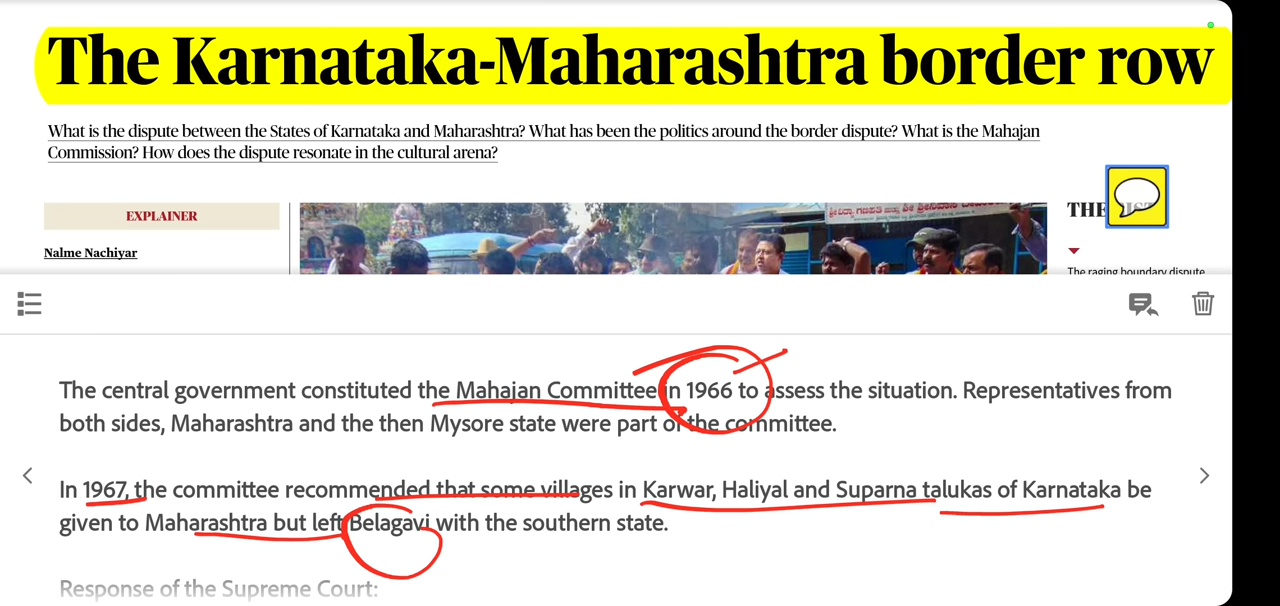 The Karnataka-Maharashtra border row
What is the dispute between the States of Karnataka and Maharashtra? What has been the politics around the border dispute? What is the Mahajan
Commission? How does the dispute resonate in the cultural arena?
EXPLAINER
Nalme Nachiyar
THE
The raging boundary dispute
The central government constituted the Mahajan Committee in 1966 to assess the situation. Representatives from
both sides, Maharashtra and the then Mysore state were part of the committee.
In 1967, the committee recommended that some villages in Karwar, Haliyal and Suparna talukas of Karnataka be
given to Maharashtra but left Belagavi with the southern state.
Response of the Supreme Court: